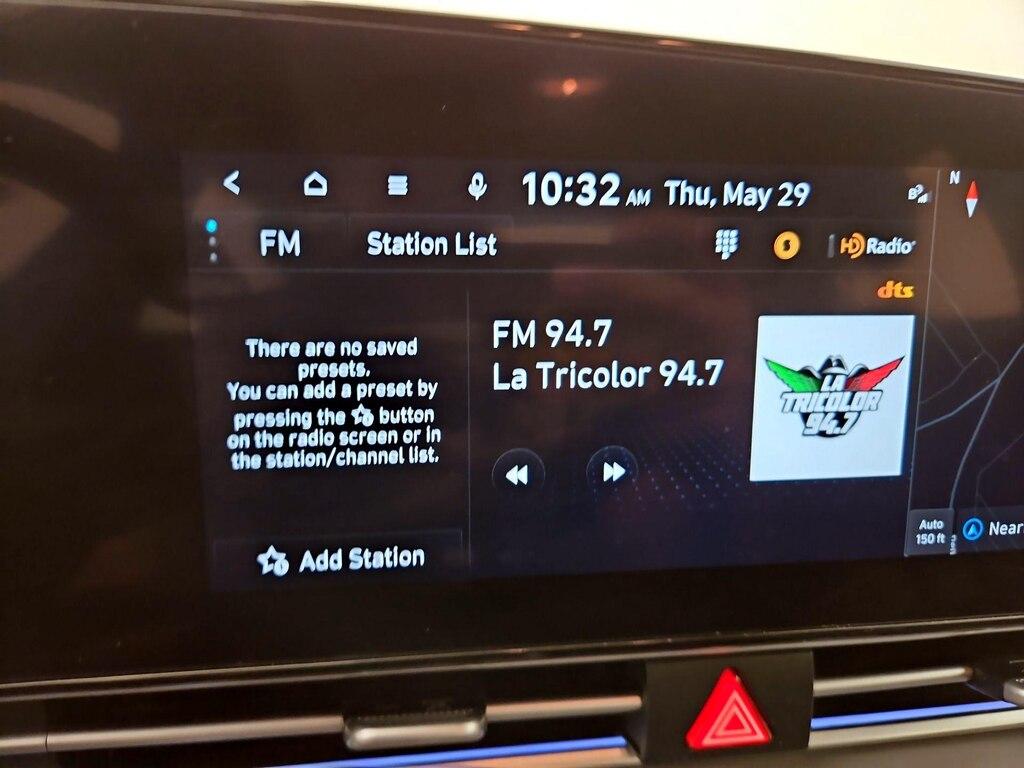 10:32 AM Thu, May 29
N
FM
Station List
HD Radio
dts
There are no saved
presets.
You can add a preset by
pressing the button
on the radio screen or in
the station/channel list.
Add Station
FM 94.7
La Tricolor 94.7
LA
TRICOLOR
94.7
Auto
150 ft
Near